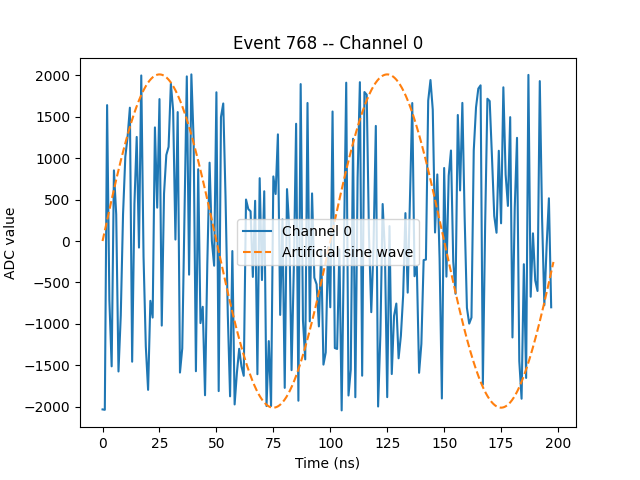 Event 768 -- Channel 0
2000
1500
1000
500
0
−500
−1000
−1500
−2000
ADC value
Channel 0
Artificial sine wave
0 25 50 75 100 125 150 175 200
Time (ns)